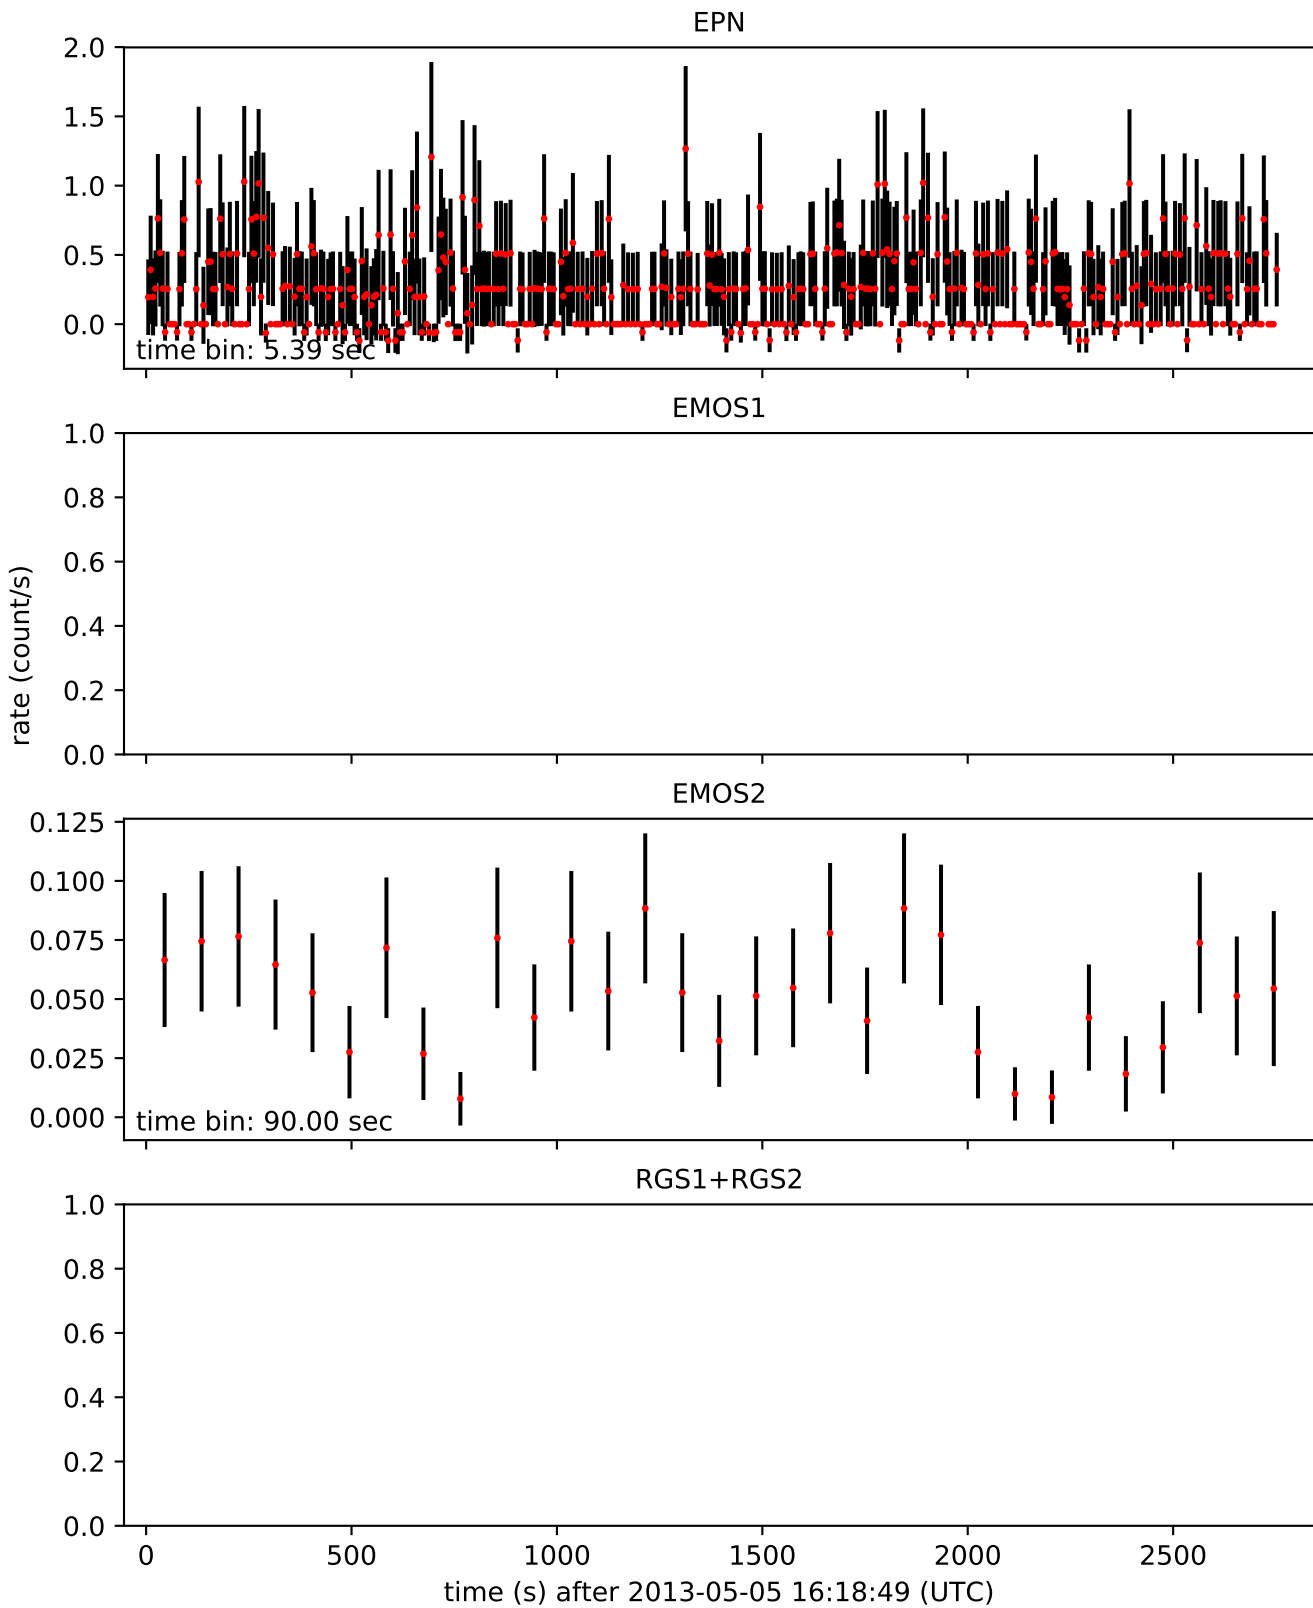 EPN
2.0
1.5
1.0
0.5
0.0
time bin: 5.39 sec
EMOS1
1.0
0.8
0.6
0.4
0.2
0.0
rate (count/s)
EMOS2
0.125
0.100
0.075
0.050
0.025
0.000
time bin: 90.00 sec
RGS1+RGS2
1.0
0.8
0.6
0.4
0.2
0.0
0 500 1000 1500 2000 2500
time (s) after 2013-05-05 16:18:49 (UTC)